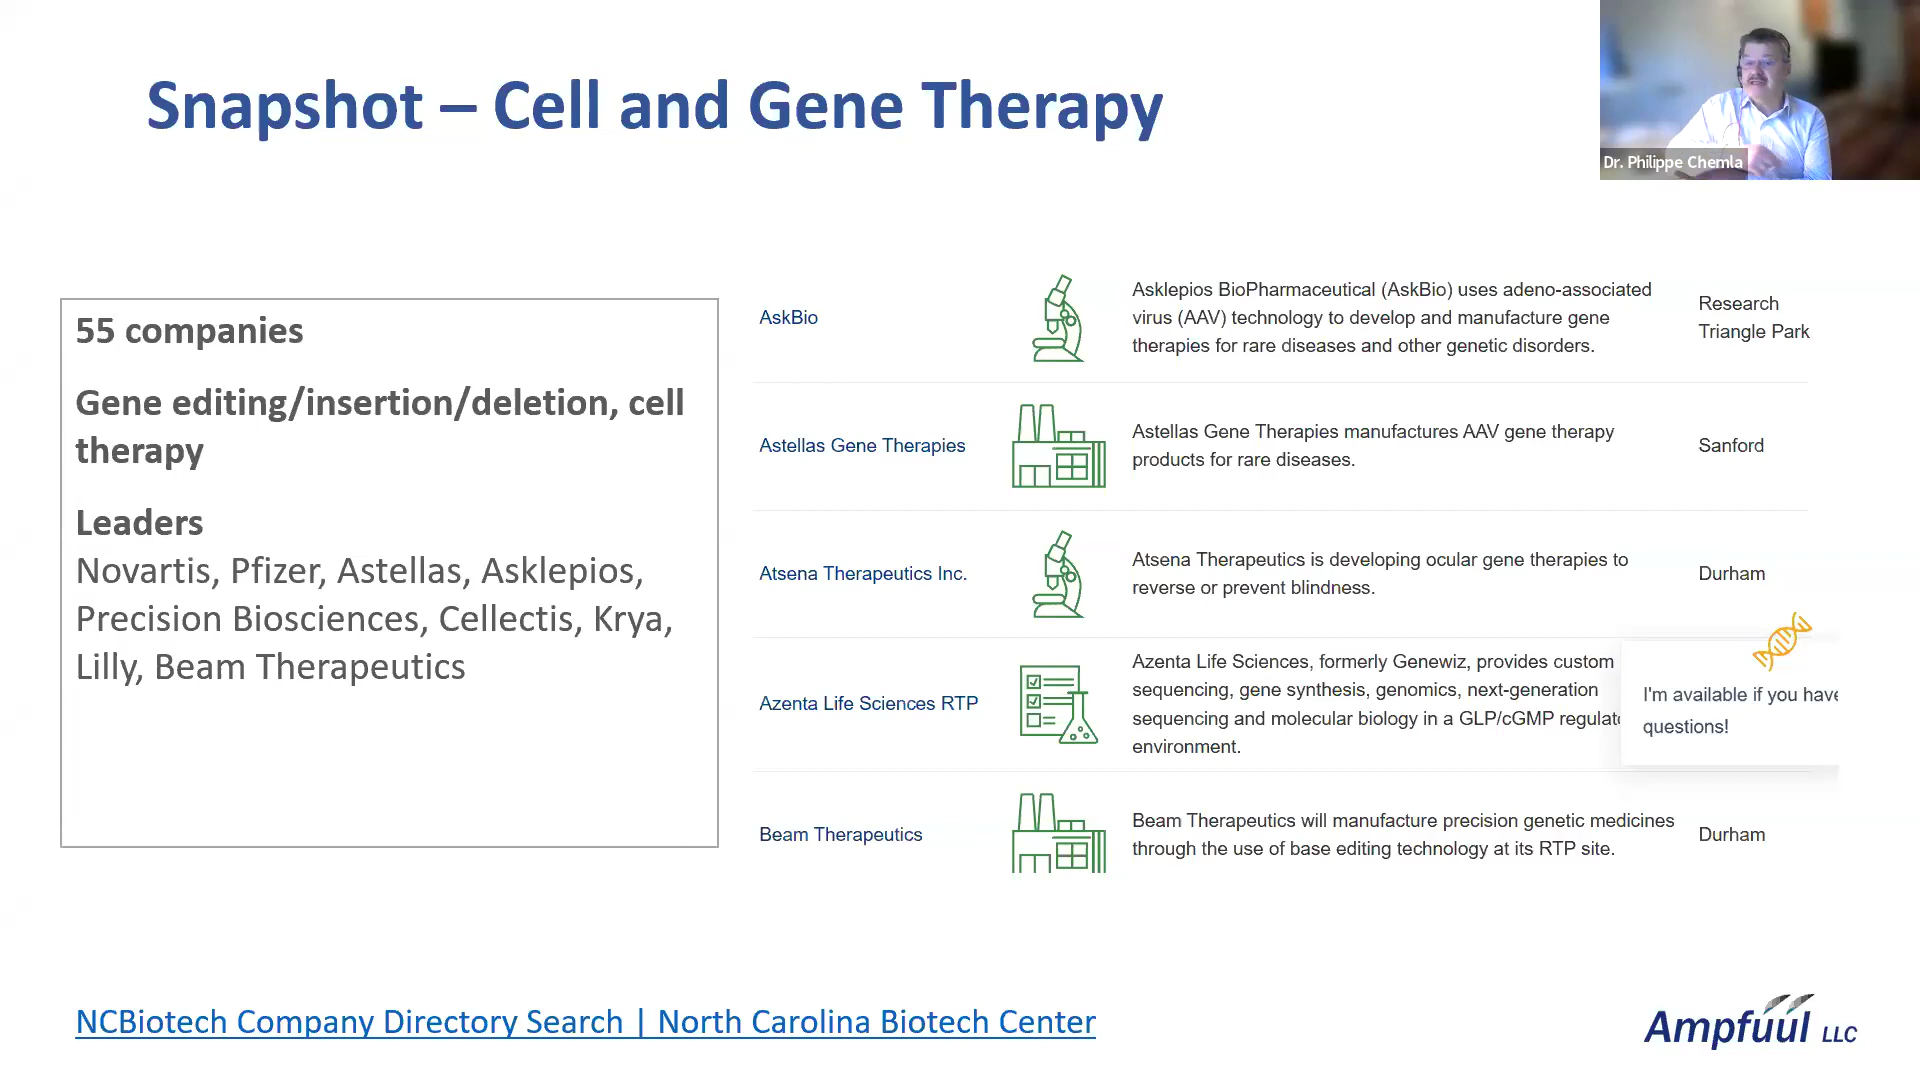 Snapshot – Cell and Gene Therapy
Dr. Philippe Chemla
55 companies
Gene editing/insertion/deletion, cell
therapy
Leaders
Novartis, Pfizer, Astellas, Asklepios,
Precision Biosciences, Cellectis, Krya,
Lilly, Beam Therapeutics
AskBio
Asklepios BioPharmaceutical (AskBio) uses adeno-associated
virus (AAV) technology to develop and manufacture gene
therapies for rare diseases and other genetic disorders.
Research
Triangle Park
Astellas Gene Therapies
Astellas Gene Therapies manufactures AAV gene therapy
products for rare diseases.
Sanford
Atsena Therapeutics Inc.
Atsena Therapeutics is developing ocular gene therapies to
reverse or prevent blindness.
Durham
Azenta Life Sciences RTP
Azenta Life Sciences, formerly Genewiz, provides custom
sequencing, gene synthesis, genomics, next-generation
sequencing and molecular biology in a GLP/cGMP
environment.
I'm available if you have
questions!
Beam Therapeutics
Beam Therapeutics will manufacture precision genetic medicines
through the use of base editing technology at its RTP site.
Durham
NCBiotech Company Directory Search | North Carolina Biotech Center
Ampfuul LLC